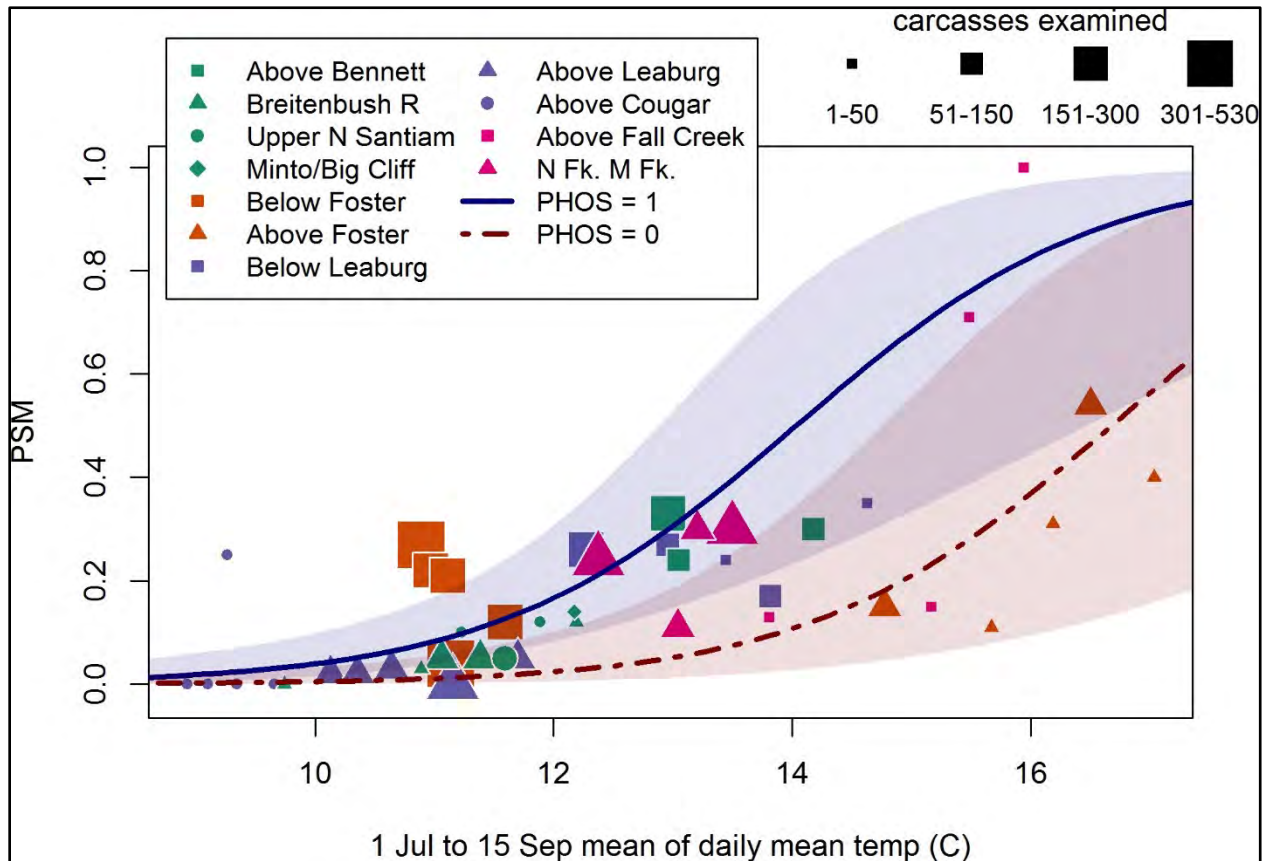 carcasses examined
1-50 51-150 151-300 301-530
Above Bennett
Breitenbush R
Upper N Santiam
Minto/Big Cliff
Below Foster
Above Foster
Below Leaburg
Above Leaburg
Above Cougar
Above Fall Creek
N Fk. M Fk.
PHOS = 1
PHOS = 0
PSM
1.0
0.8
0.6
0.4
0.2
0.0
10 12 14 16
1 Jul to 15 Sep mean of daily mean temp (C)